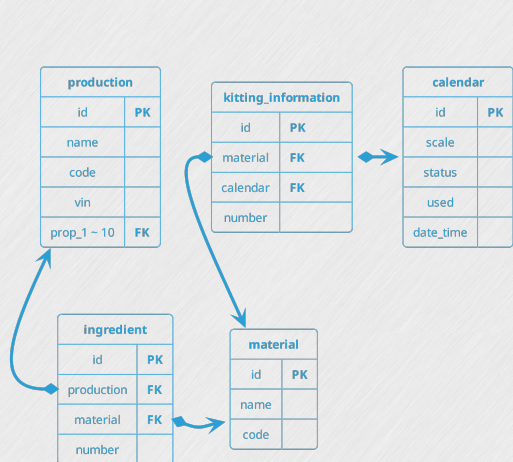 production
id PK
name
code
vin
prop_1 ~ 10 FK
kitting_information
id PK
material FK
calendar FK
number
calendar
id PK
scale
status
used
date_time
ingredient
id PK
production FK
material FK
number
material
id PK
name
code